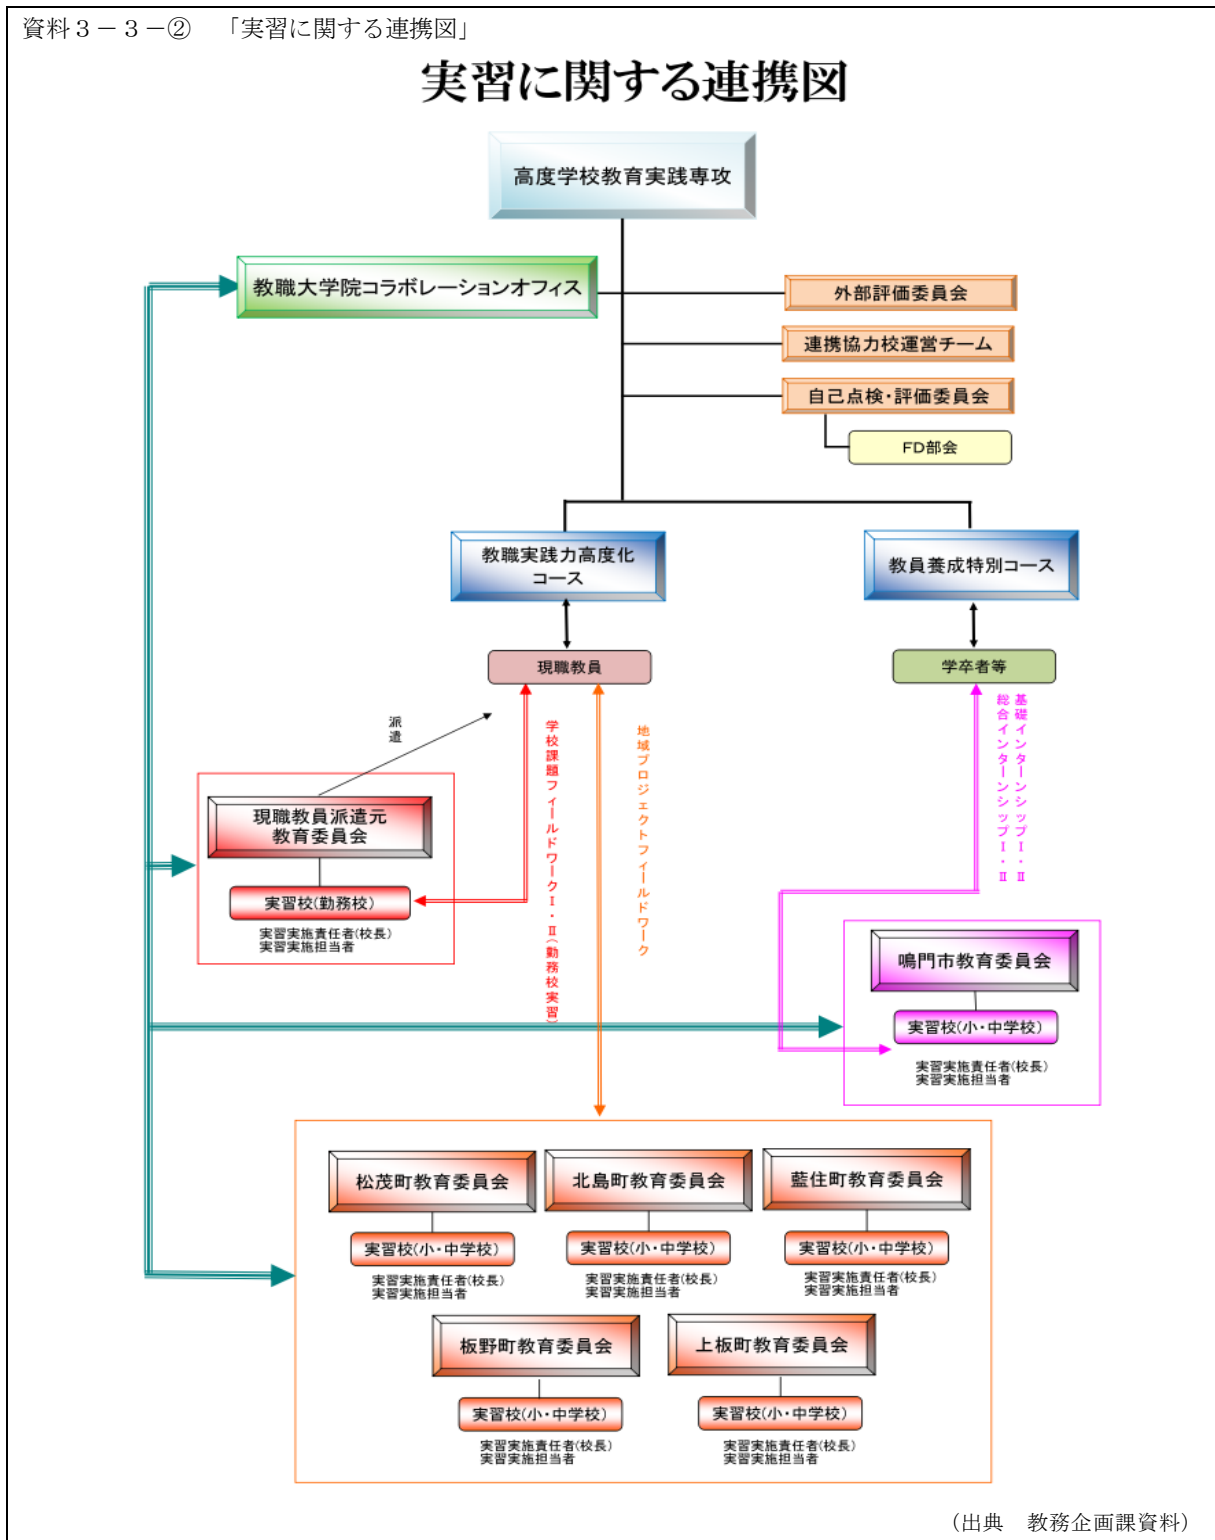 資料３－３－② 「実習に関する連携図」
実習に関する連携図
高度学校教育実践専攻
教職大学院コラボレーションオフィス
外部評価委員会
連携協力校運営チーム
自己点検・評価委員会
FD部会
教職実践力高度化
コース
教員養成特別コース
現職教員
学卒者等
派遣
学校課題フィールドワークⅠ・Ⅱ(勤務校実習)
地域プロジェクトフィールドワーク
基礎インターンシップⅠ・Ⅱ
総合インターンシップⅠ・Ⅱ
現職教員派遣元
教育委員会
実習校(勤務校)
実習実施責任者(校長)
実習実施担当者
鳴門市教育委員会
実習校(小・中学校)
実習実施責任者(校長)
実習実施担当者
松茂町教育委員会
実習校(小・中学校)
実習実施責任者(校長)
実習実施担当者
北島町教育委員会
実習校(小・中学校)
実習実施責任者(校長)
実習実施担当者
藍住町教育委員会
実習校(小・中学校)
実習実施責任者(校長)
実習実施担当者
板野町教育委員会
実習校(小・中学校)
実習実施責任者(校長)
実習実施担当者
上板町教育委員会
実習校(小・中学校)
実習実施責任者(校長)
実習実施担当者
（出典 教務企画課資料）